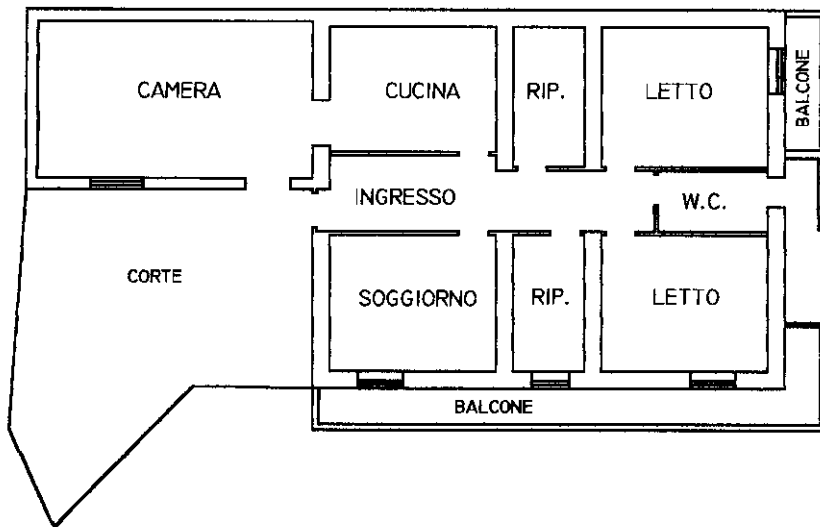 CAMERA
CUCINA
RIP.
LETTO
BALCONE
INGRESSO
W.C.
CORTE
SOGGIORNO
RIP.
LETTO
BALCONE